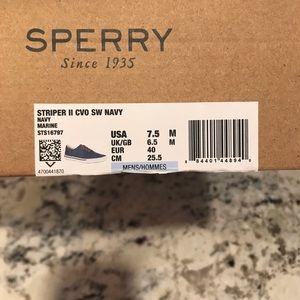 SPERRY
Since 1935
STRIPER II CVO SW NAVY
NAVY
MARINE
STS16797
USA 7.5 M
UK/GB 6.5 M
EUR 40
CM 25.5
4700441870
MENS/HOMMES